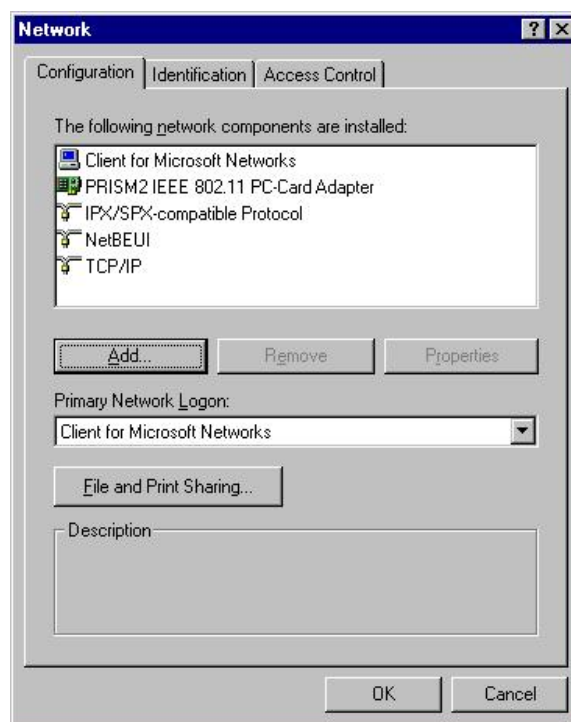 Network
Configuration Identification Access Control
The following network components are installed:
Client for Microsoft Networks
PRISM2 IEEE 802.11 PC-Card Adapter
IPX/SPX-compatible Protocol
NetBEUI
TCP/IP
Add... Remove Properties
Primary Network Logon:
Client for Microsoft Networks
File and Print Sharing...
Description
OK Cancel